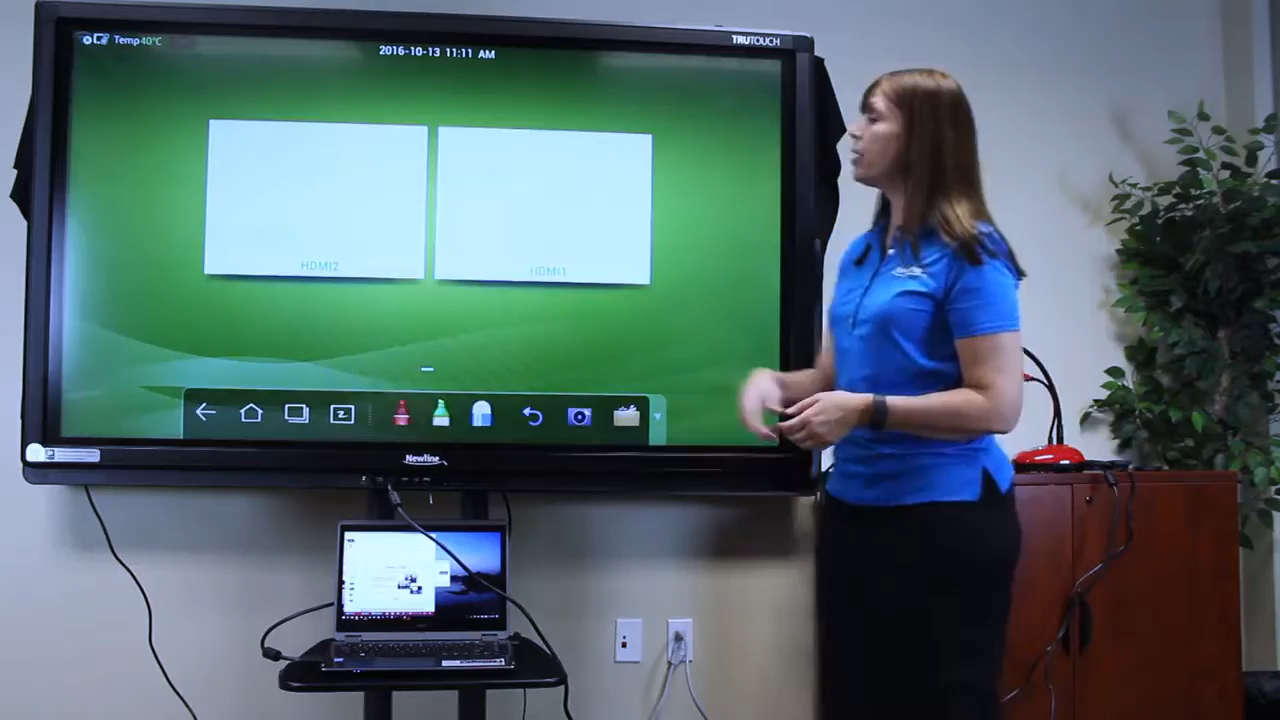 Temp 40°C
2016-10-13 11:11 AM
TRUTOUCH
HDMI2
HDMI1
Newline